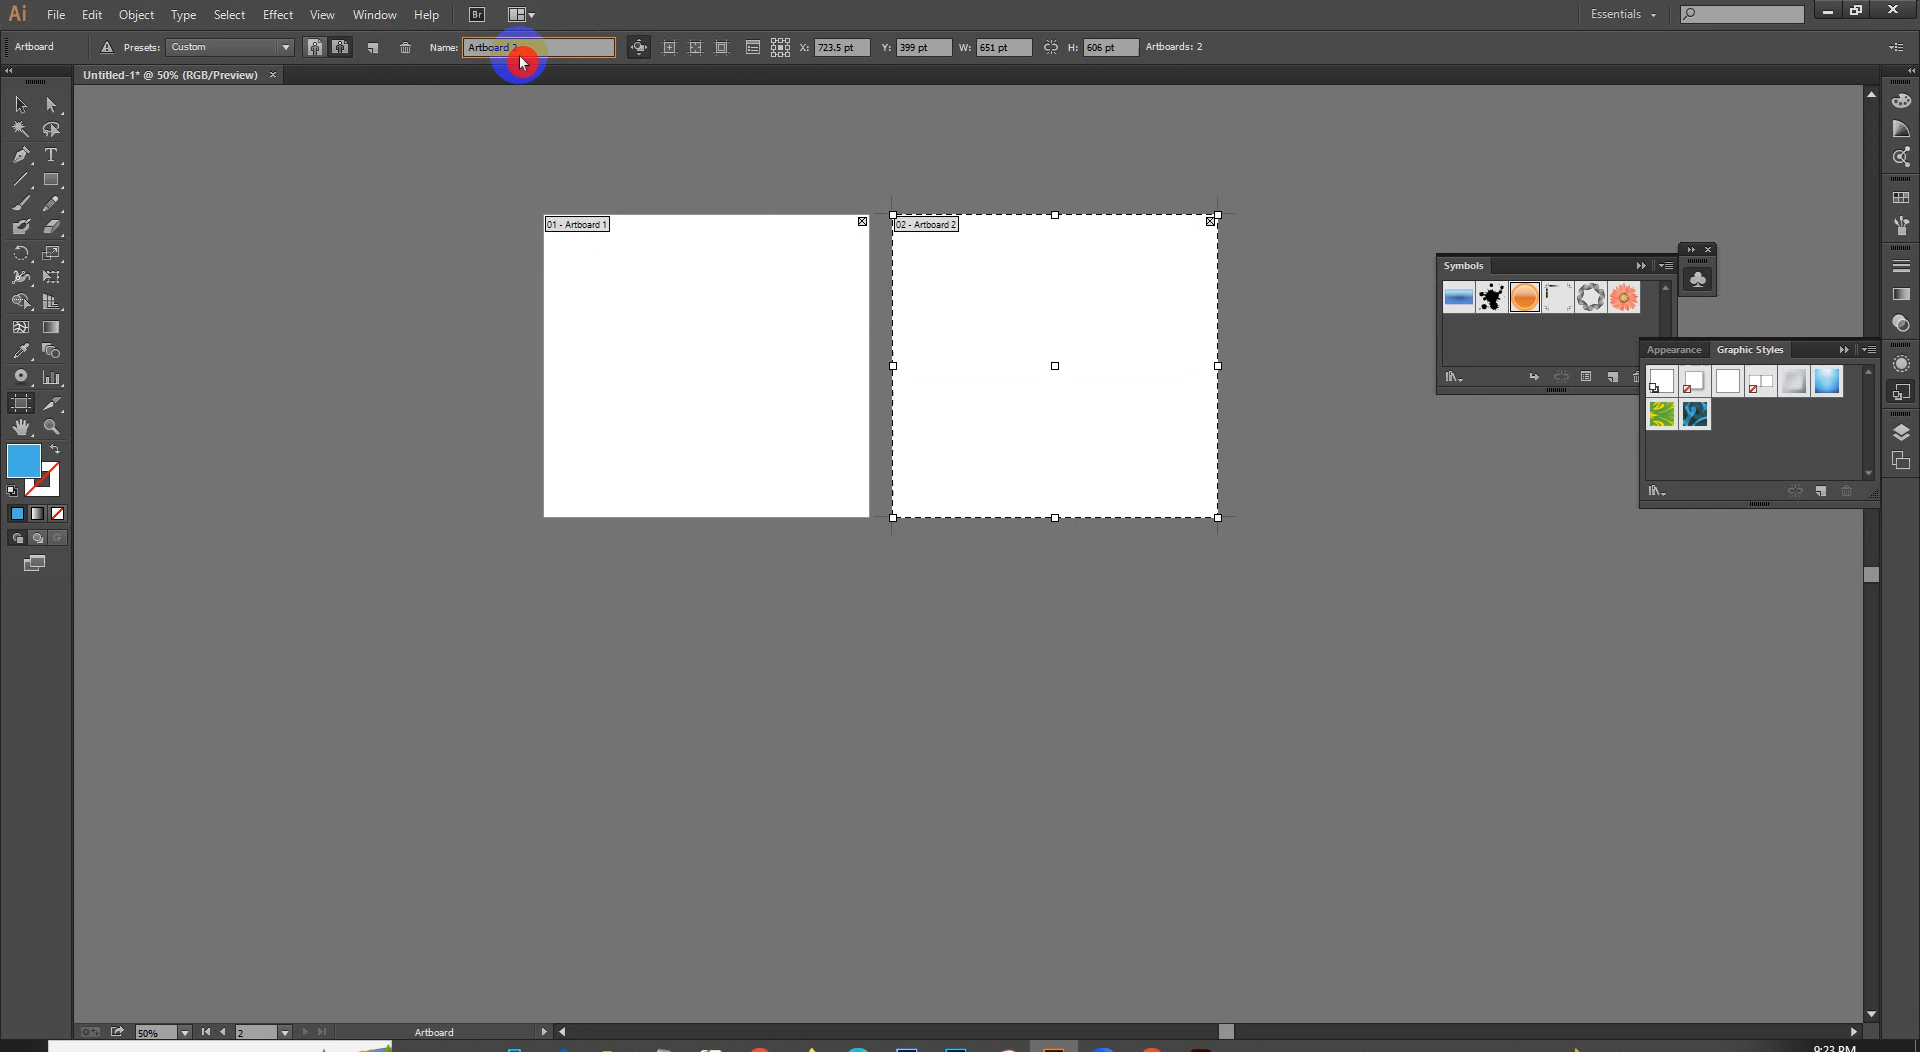 Ai File Edit Object Type Select Effect View Window Help Br Essentials
Artboard Presets: Custom Name: Artboard 2 X: 723.5 pt Y: 399 pt W: 651 pt H: 606 pt Artboards: 2
Untitled-1* @ 50% (RGB/Preview)
01 - Artboard 1
02 - Artboard 2
Symbols
Appearance Graphic Styles
50% 2 Artboard
9:23 PM